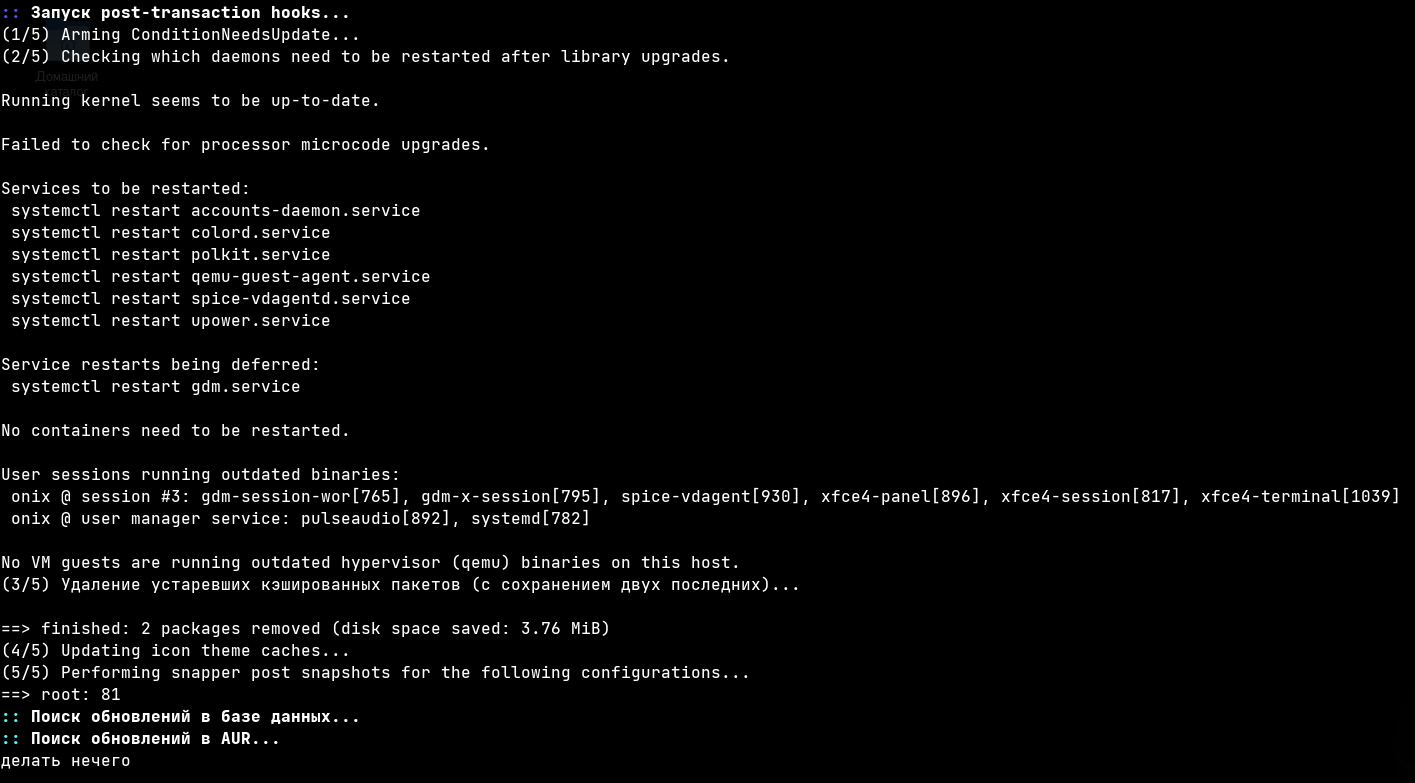 :: Запуск post-transaction hooks...
(1/5) Arming ConditionNeedsUpdate...
(2/5) Checking which daemons need to be restarted after library upgrades.
Домашний
каталог
Running kernel seems to be up-to-date.
Failed to check for processor microcode upgrades.
Services to be restarted:
systemctl restart accounts-daemon.service
systemctl restart colord.service
systemctl restart polkit.service
systemctl restart qemu-guest-agent.service
systemctl restart spice-vdagentd.service
systemctl restart upower.service
Service restarts being deferred:
systemctl restart gdm.service
No containers need to be restarted.
User sessions running outdated binaries:
onix @ session #3: gdm-session-wor[765], gdm-x-session[795], spice-vdagent[930], xfce4-panel[896], xfce4-session[817], xfce4-terminal[1039]
onix @ user manager service: pulseaudio[892], systemd[782]
No VM guests are running outdated hypervisor (qemu) binaries on this host.
(3/5) Удаление устаревших кэшированных пакетов (с сохранением двух последних)...
==> finished: 2 packages removed (disk space saved: 3.76 MiB)
(4/5) Updating icon theme caches...
(5/5) Performing snapper post snapshots for the following configurations...
==> root: 81
:: Поиск обновлений в базе данных...
:: Поиск обновлений в AUR...
делать нечего